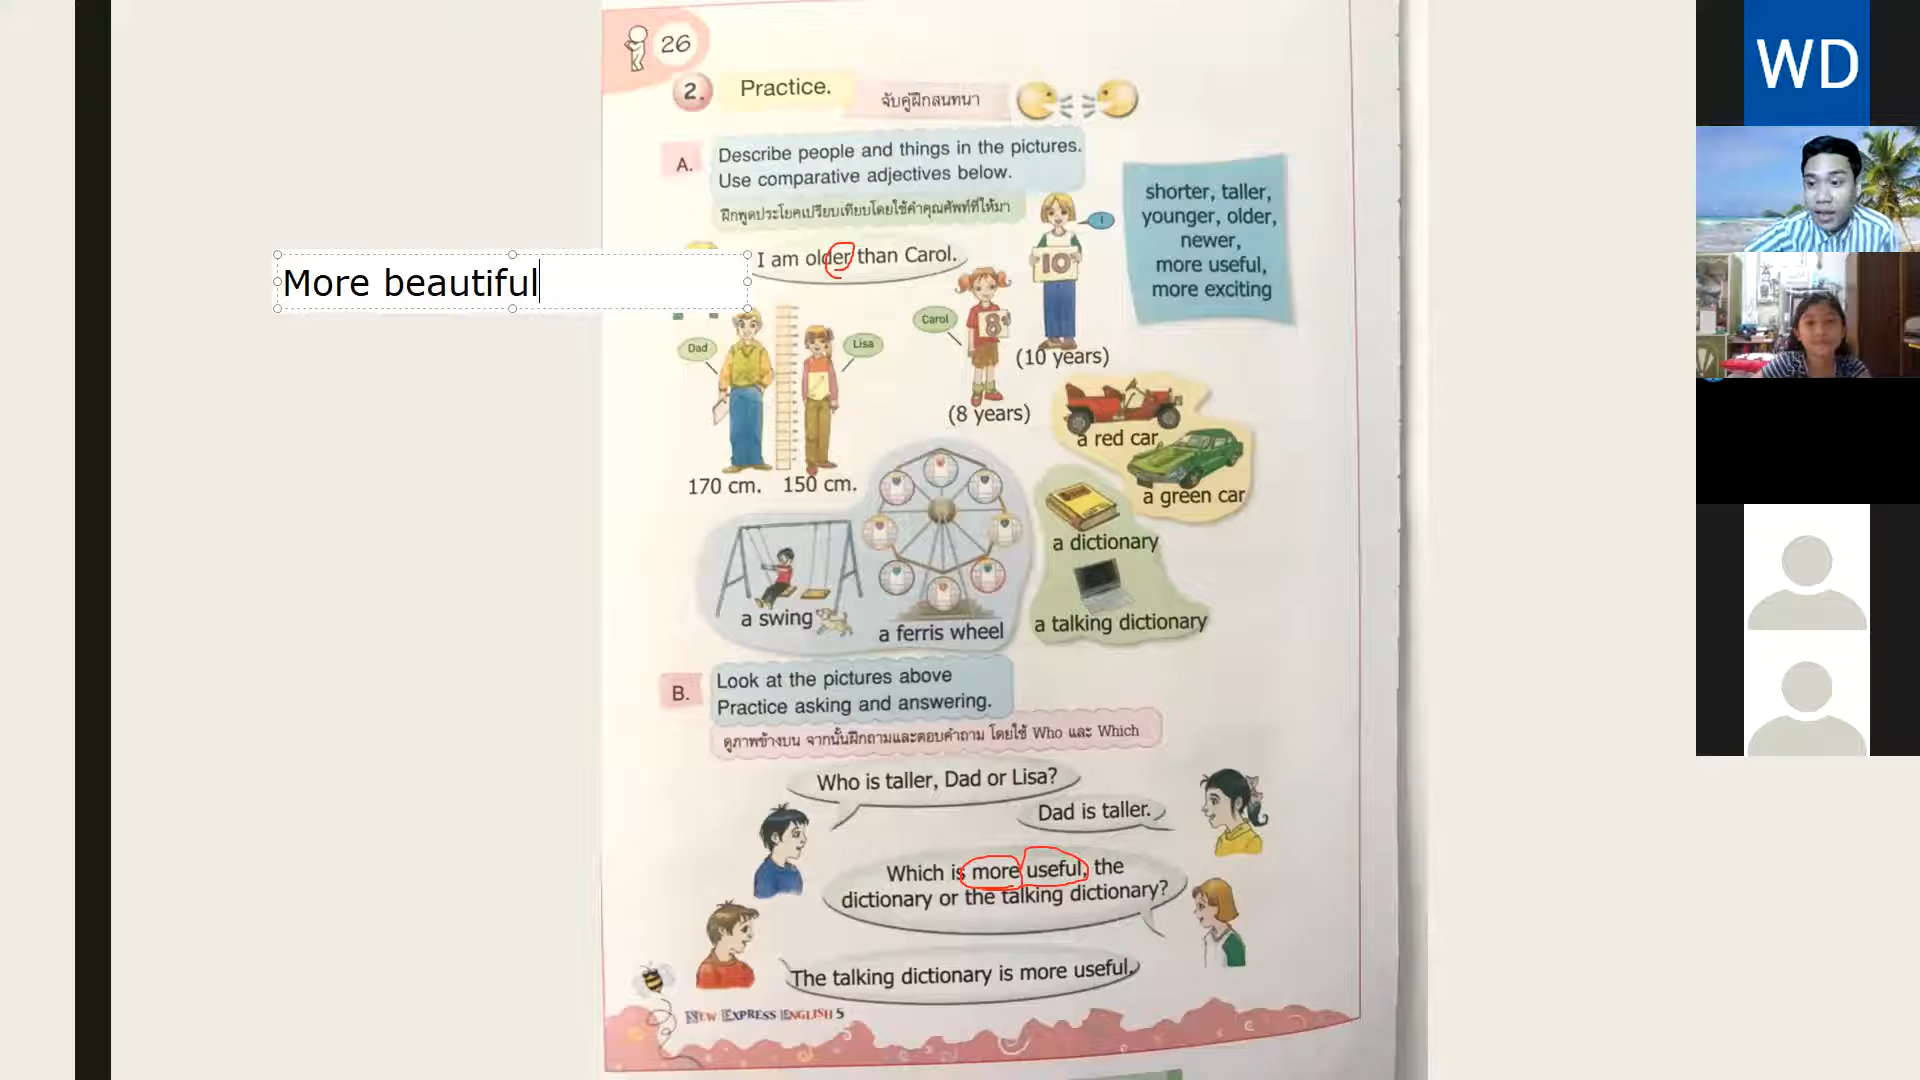 26
2. Practice. จับคู่ฝึกสนทนา
A. Describe people and things in the pictures.
Use comparative adjectives below.
ฝึกพูดประโยคเปรียบเทียบโดยใช้คำคุณศัพท์ที่ให้มา
shorter, taller,
younger, older,
newer,
more useful,
more exciting
I
I am older than Carol.
More beautiful
10
Carol
8
Dad
Lisa
(10 years)
(8 years)
a red car
a green car
170 cm. 150 cm.
a dictionary
a swing
a ferris wheel
a talking dictionary
B. Look at the pictures above
Practice asking and answering.
ดูภาพข้างบน จากนั้นฝึกถามและตอบคำถาม โดยใช้ Who และ Which
Who is taller, Dad or Lisa?
Dad is taller.
Which is more useful, the
dictionary or the talking dictionary?
The talking dictionary is more useful.
NEW EXPRESS ENGLISH 5
WD